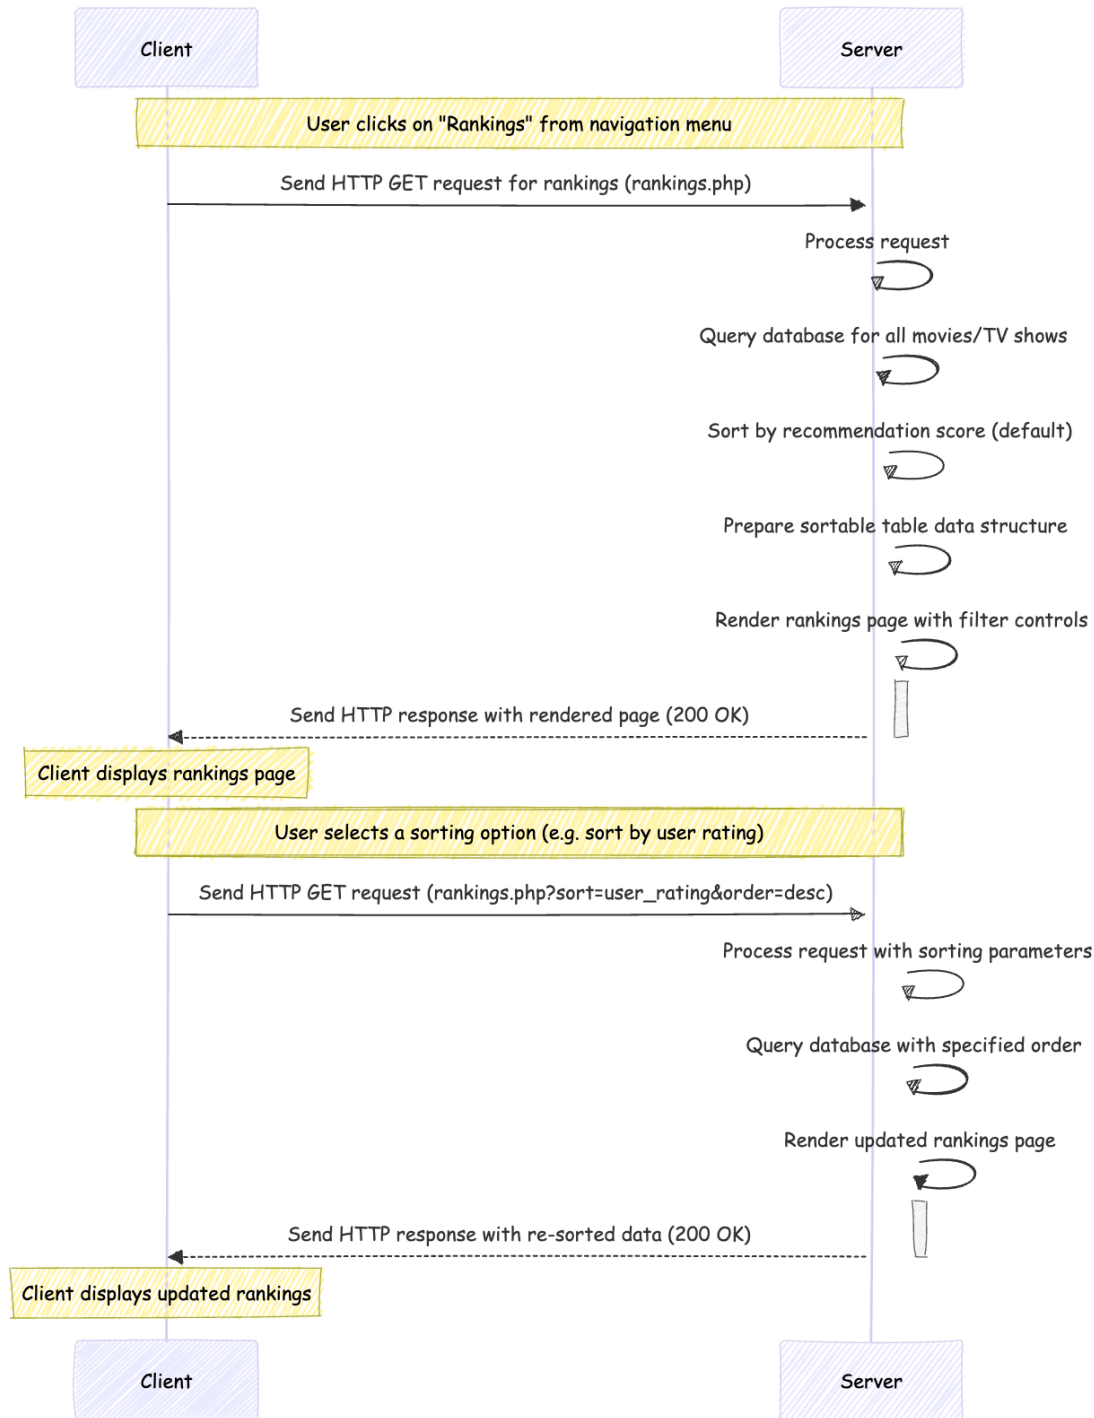 Client
Server
User clicks on "Rankings" from navigation menu
Send HTTP GET request for rankings (rankings.php)
Process request
Query database for all movies/TV shows
Sort by recommendation score (default)
Prepare sortable table data structure
Render rankings page with filter controls
Send HTTP response with rendered page (200 OK)
Client displays rankings page
User selects a sorting option (e.g. sort by user rating)
Send HTTP GET request (rankings.php?sort=user_rating&order=desc)
Process request with sorting parameters
Query database with specified order
Render updated rankings page
Send HTTP response with re-sorted data (200 OK)
Client displays updated rankings
Client
Server